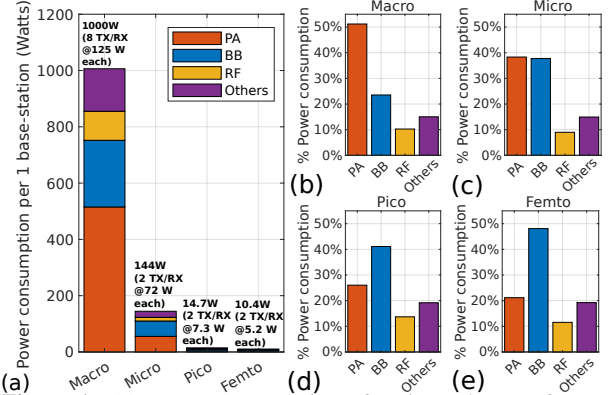 Power consumption per 1 base-station (Watts)
1200
1000
800
600
400
200
0
1000W
(8 TX/RX
@125 W
each)
PA
BB
RF
Others
144W
(2 TX/RX
@72 W
each)
14.7W
(2 TX/RX
@7.3 W
each)
10.4W
(2 TX/RX
@5.2 W
each)
Macro
Micro
Pico
Femto
(a)
Macro
% Power consumption
50%
40%
30%
20%
10%
0%
PA
BB
RF
Others
(b)
Micro
% Power consumption
50%
40%
30%
20%
10%
0%
PA
BB
RF
Others
(c)
Pico
% Power consumption
50%
40%
30%
20%
10%
0%
PA
BB
RF
Others
(d)
Femto
% Power consumption
50%
40%
30%
20%
10%
0%
PA
BB
RF
Others
(e)